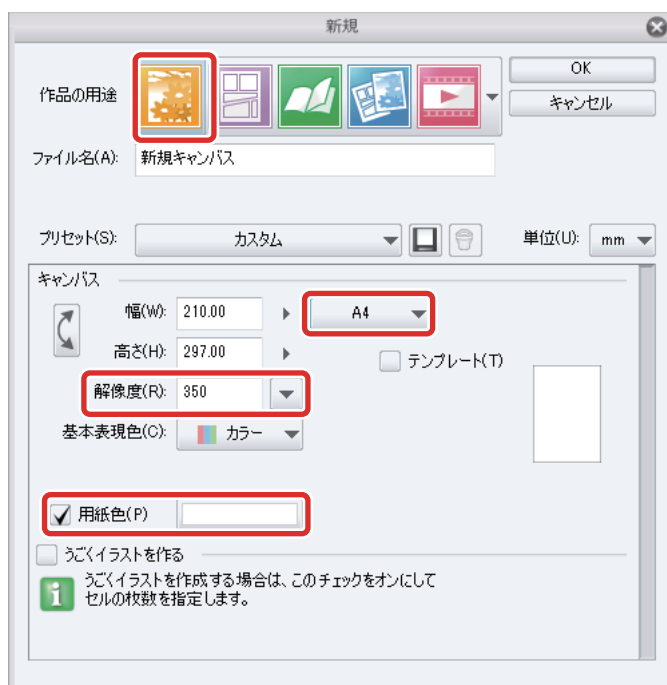 新規
作品の用途
OK
キャンセル
ファイル名(A): 新規キャンバス
プリセット(S): カスタム 単位(U): mm
キャンバス
幅(W): 210.00 A4
高さ(H): 297.00 テンプレート(T)
解像度(R): 350
基本表現色(C): カラー
用紙色(P)
うごくイラストを作る
うごくイラストを作成する場合は、このチェックをオンにして
セルの枚数を指定します。